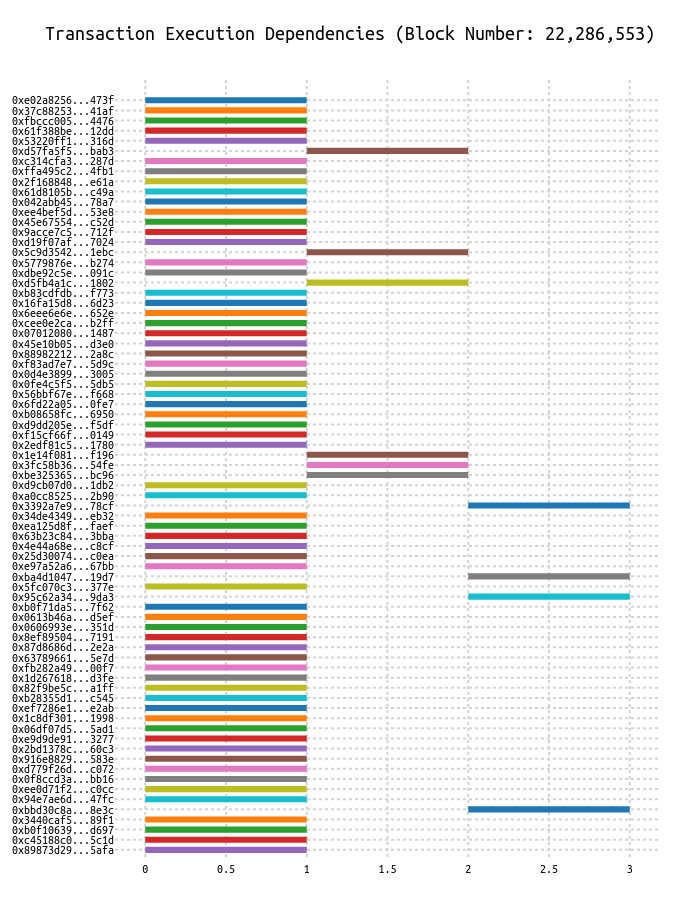 Transaction Execution Dependencies (Block Number: 22,286,553)
0xe02a8256...473f
0x37c88253...41af
0xfbccc005...4476
0x61f388be...12dd
0x53220ff1...316d
0xd57fa5f5...bab3
0xc314cfa3...287d
0xffa495c2...4fb1
0x2f168848...e61a
0x61d8105b...c49a
0x042abb45...78a7
0xee4bef5d...53e8
0x45e67554...c52d
0x9acce7c5...712f
0xd19f07af...7024
0x5c9d3542...1ebc
0x5779876e...b274
0xdbe92c5e...091c
0xd5fb4a1c...1802
0xb83cdfdb...f773
0x16fa15d8...6d23
0x6eee6e6e...652e
0xcee0e2ca...b2ff
0x07012080...1487
0x45e10b05...d3e0
0x88982212...2a8c
0xf83ad7e7...5d9c
0x0d4e3899...3005
0x0fe4c5f5...5db5
0x56bbf67e...f668
0x6fd22a05...0fe7
0xb08658fc...6950
0xd9dd205e...f5df
0xf15cf66f...0149
0x2edf81c5...1780
0x1e14f081...f196
0x3fc58b36...54fe
0xbe325365...bc96
0xd9cb07d0...1db2
0xa0cc8525...2b90
0x3392a7e9...78cf
0x34de4349...eb32
0xea125d8f...faef
0x63b23c84...3bba
0x4e44a68e...c8cf
0x25d30074...c0ea
0xe97a52a6...67bb
0xba4d1047...19d7
0x5fc070c3...377e
0x95c62a34...9da3
0xb0f71da5...7f62
0x0613b46a...d5ef
0x0606993e...351d
0x8ef89504...7191
0x87d8686d...2e2a
0x63789661...5e7d
0xfb282a49...00f7
0x1d267618...d3fe
0x82f9be5c...a1ff
0xb28355d1...c545
0xef7286e1...e2ab
0x1c8df301...1998
0x06df07d5...5ad1
0xe9d9de91...3277
0x2bd1378c...60c3
0x916e8829...583e
0xd779f26d...c072
0x0f8ccd3a...bb16
0xee0d71f2...c0cc
0x94e7ae6d...47fc
0xbbd30c8a...8e3c
0x3440caf5...89f1
0xb0f10639...d697
0xc45188c0...5c1d
0x89873d29...5afa
0 0.5 1 1.5 2 2.5 3